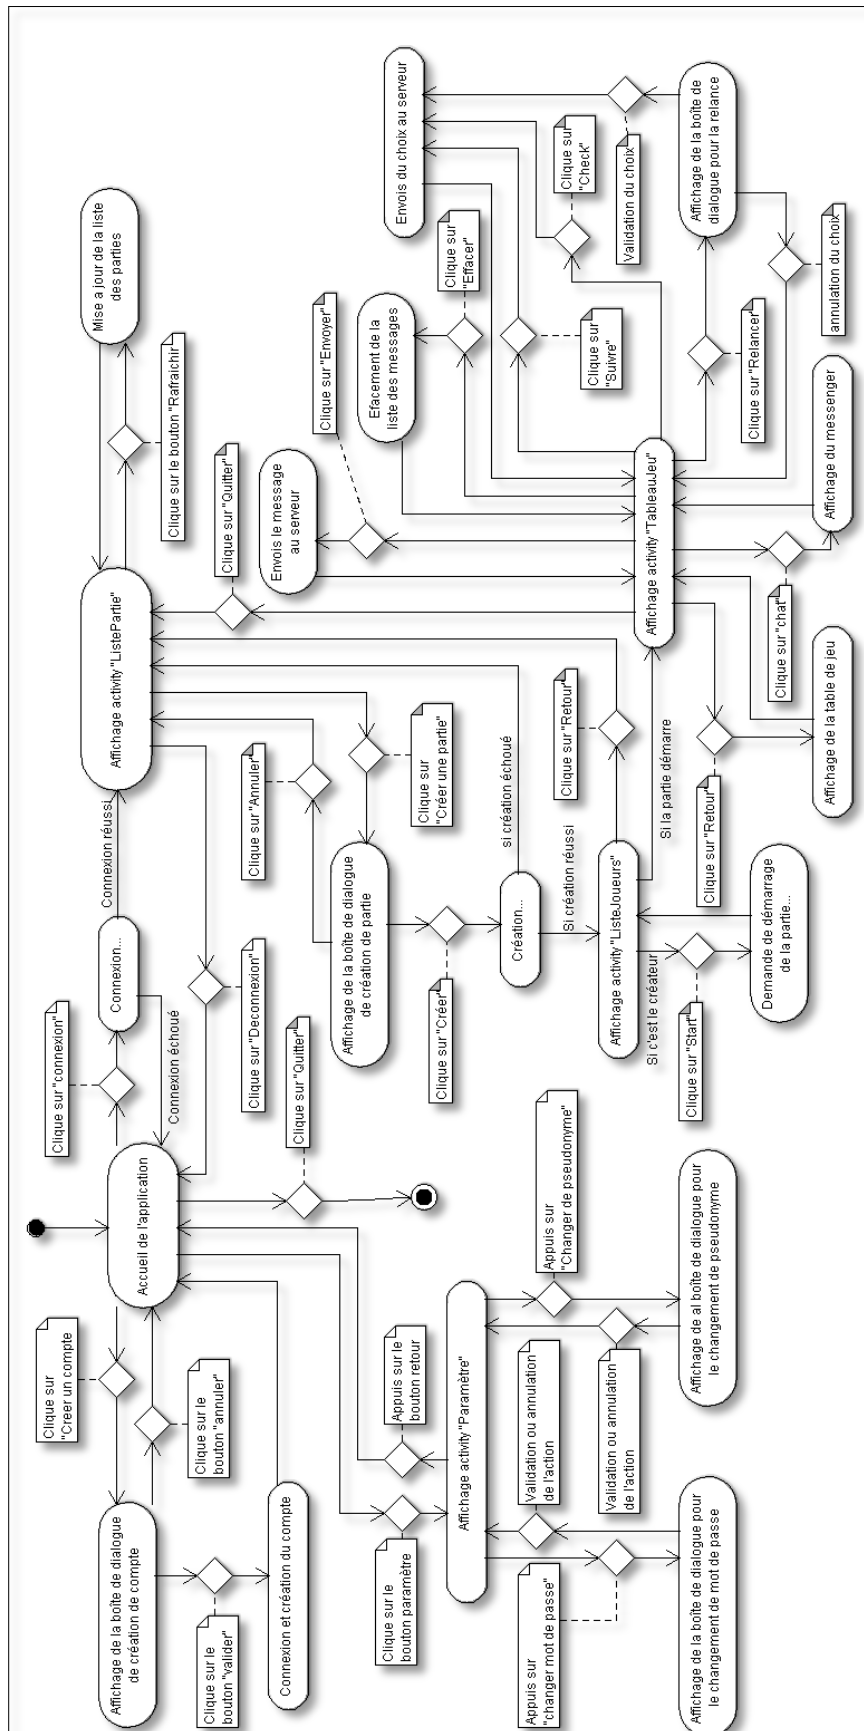 Affichage de la boîte de dialogue
de création de compte
Clique sur
"Creer un compte
Clique sur le
bouton "annuler"
Clique sur le
bouton "valider"
Connexion et création du compte
Accueil de l'application
Clique sur "connexion"
Connexion...
Connexion réussi
Connexion échoué
Clique sur "Deconnexion"
Clique sur "Quitter"
Affichage activity "ListePartie"
Mise a jour de la liste
des parties
Clique sur le bouton "Rafraichir
Clique sur "Quitter"
Clique sur "Annuler"
Clique sur
"Créer une partie"
Affichage de la boîte de dialogue
de création de partie
Clique sur "Créer"
Création...
si création échoué
Si création réussi
Clique sur "Retour"
Affichage activity "ListeJoueurs"
Si c'est le créateur
Clique sur "Start"
Demande de démarrage
de la partie...
Si la partie démarre
Affichage activity "TableauJeu"
Envois le message
au serveur
Clique sur "Envoyer"
Efacement de la
liste des messages
Clique sur
"Effacer"
Envois du choix au serveur
Clique sur
"Suivre"
Clique sur
"Check"
Validation du choix
Affichage de la boîte de
dialogue pour la relance
Clique sur "Relancer"
annulation du choix
Clique sur "chat"
Affichage du messenger
Clique sur "Retour"
Affichage de la table de jeu
Clique sur le
bouton paramètre
Appuis sur le
bouton retour
Affichage activity "Paramètre"
Appuis sur
"changer mot de passe"
Validation ou annulation
de l'action
Affichage de la boîte de dialogue pour
le changement de mot de passe
Appuis sur
"Changer de pseudonyme"
Validation ou annulation
de l'action
Affichage de al boîte de dialogue pour
le changement de pseudonyme